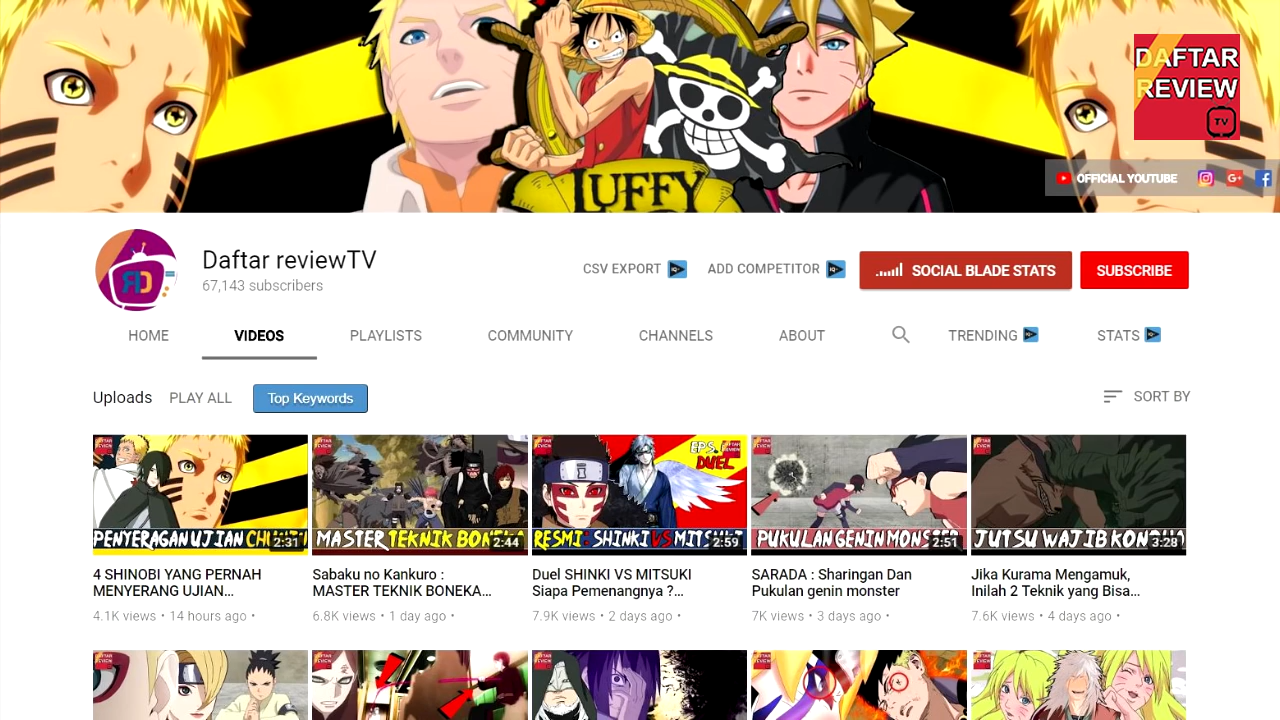 DAFTAR
REVIEW
TV
LUFFY
OFFICIAL YOUTUBE
Daftar reviewTV
67,143 subscribers
CSV EXPORT
ADD COMPETITOR
SOCIAL BLADE STATS
SUBSCRIBE
HOME
VIDEOS
PLAYLISTS
COMMUNITY
CHANNELS
ABOUT
TRENDING
STATS
Uploads
PLAY ALL
Top Keywords
SORT BY
PENYERAGAN UJIAN
2:31
MASTER TEKNIK BONEKA
2:44
EPS.
DUEL
RESMI : SHINKI VS MITSUKI
2:59
PUKULAN GENIN MONSTER
2:51
JUTSU WAJIB KONOHA
3:28
4 SHINOBI YANG PERNAH
MENYERANG UJIAN…
4.1K views • 14 hours ago •
Sabaku no Kankuro :
MASTER TEKNIK BONEKA…
6.8K views • 1 day ago •
Duel SHINKI VS MITSUKI
Siapa Pemenangnya ?…
7.9K views • 2 days ago •
SARADA : Sharingan Dan
Pukulan genin monster
7K views • 3 days ago •
Jika Kurama Mengamuk,
Inilah 2 Teknik yang Bisa…
7.6K views • 4 days ago •